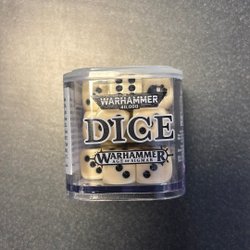 WARHAMMER
40,000
DICE
WARHAMMER
AGE OF SIGMAR